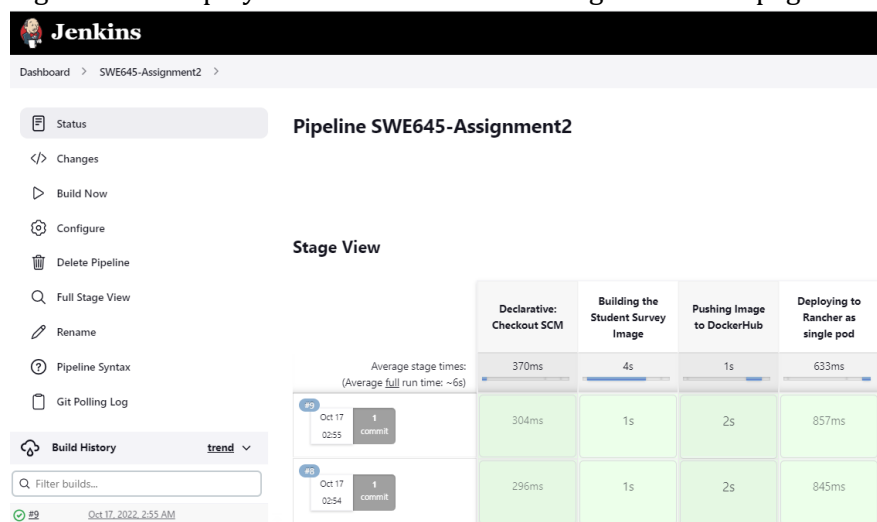 Jenkins
Dashboard > SWE645-Assignment2 >
Status
</> Changes
Build Now
Configure
Delete Pipeline
Full Stage View
Rename
Pipeline Syntax
Git Polling Log
Build History trend
Filter builds...
#9 Oct 17, 2022, 2:55 AM
Pipeline SWE645-Assignment2
Stage View
Declarative:
Checkout SCM
Building the
Student Survey
Image
Pushing Image
to DockerHub
Deploying to
Rancher as
single pod
Average stage times: 370ms 4s 1s 633ms
(Average full run time: ~6s)
#9
Oct 17
02:55
1
commit
304ms 1s 2s 857ms
#8
Oct 17
02:54
1
commit
296ms 1s 2s 845ms